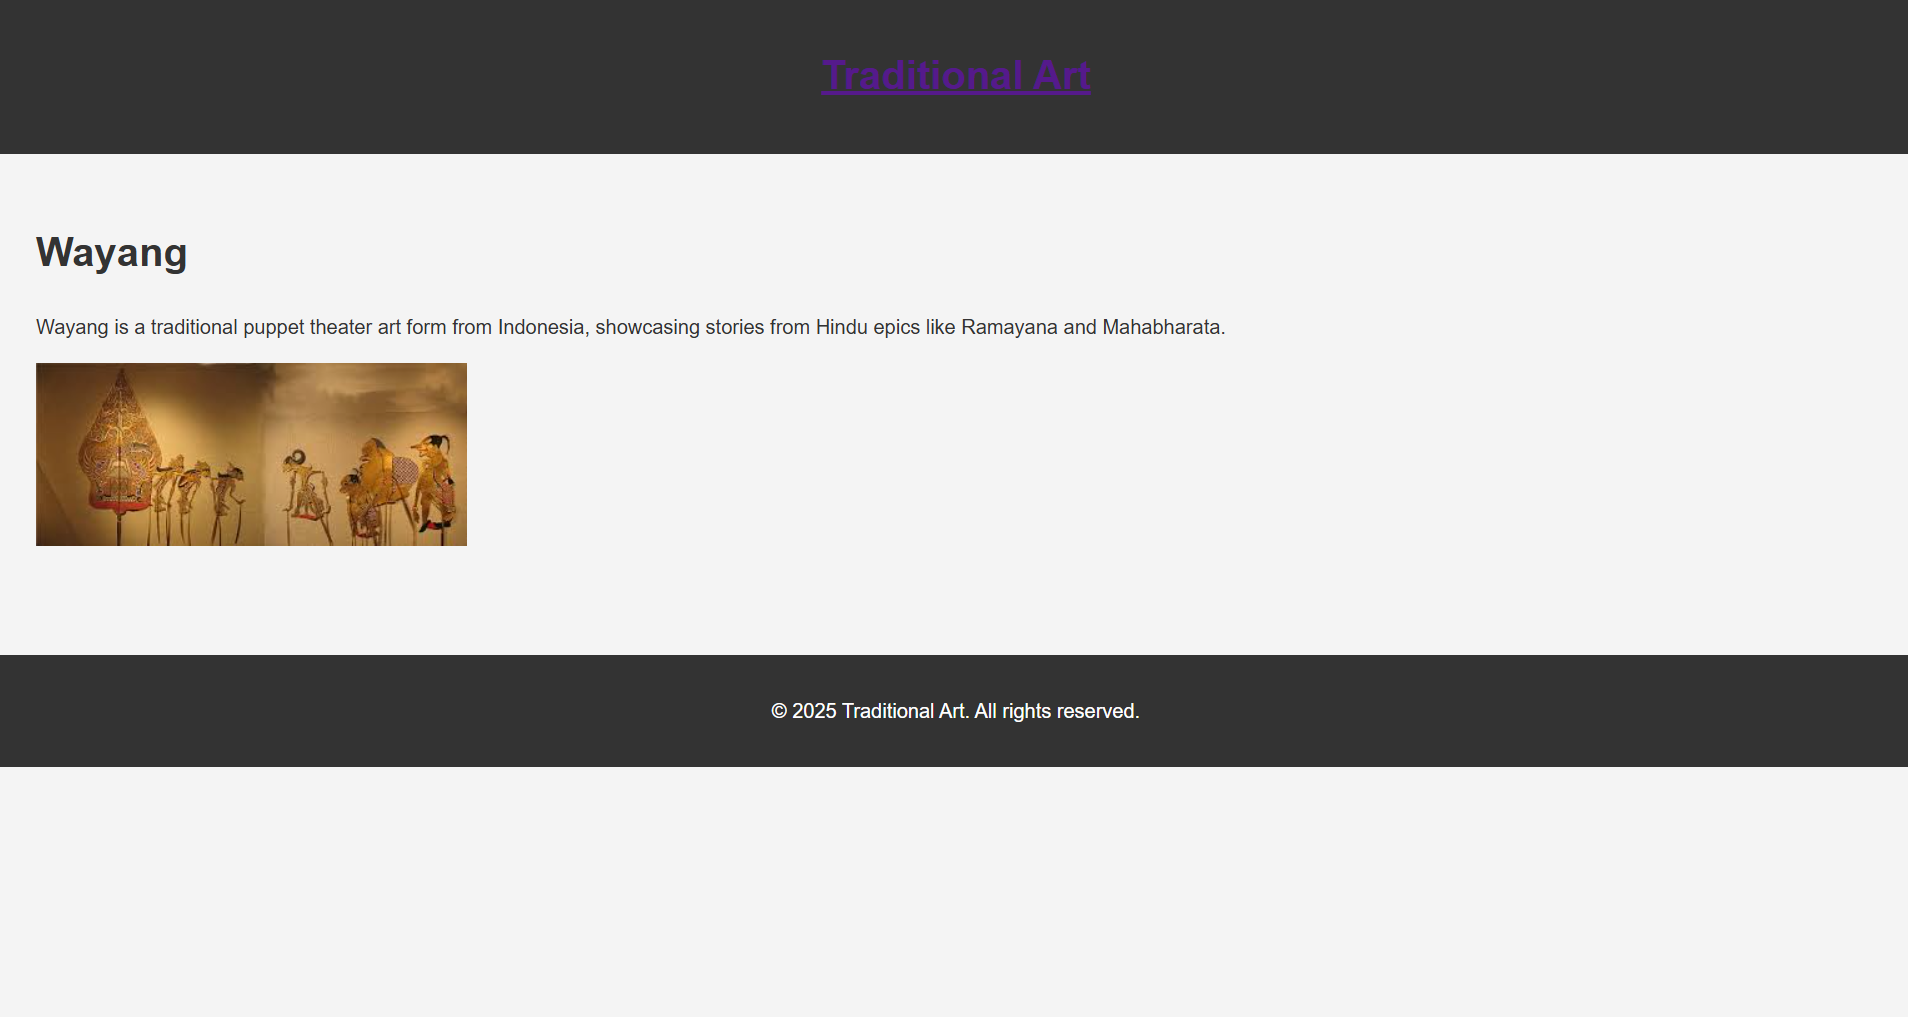 Traditional Art
Wayang
Wayang is a traditional puppet theater art form from Indonesia, showcasing stories from Hindu epics like Ramayana and Mahabharata.
© 2025 Traditional Art. All rights reserved.